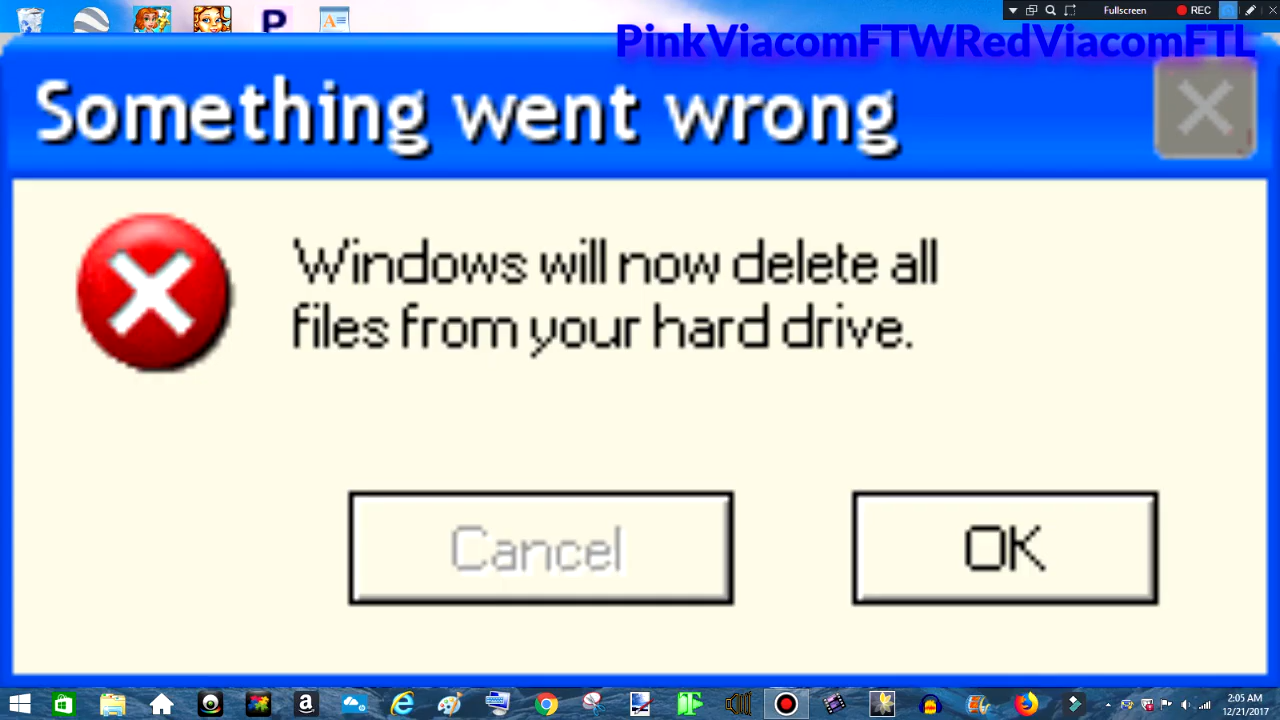 Fullscreen
REC
PinkViacomFTWRedViacomFTL
Something went wrong
Windows will now delete all
files from your hard drive.
Cancel
OK
2:05 AM
12/21/2017